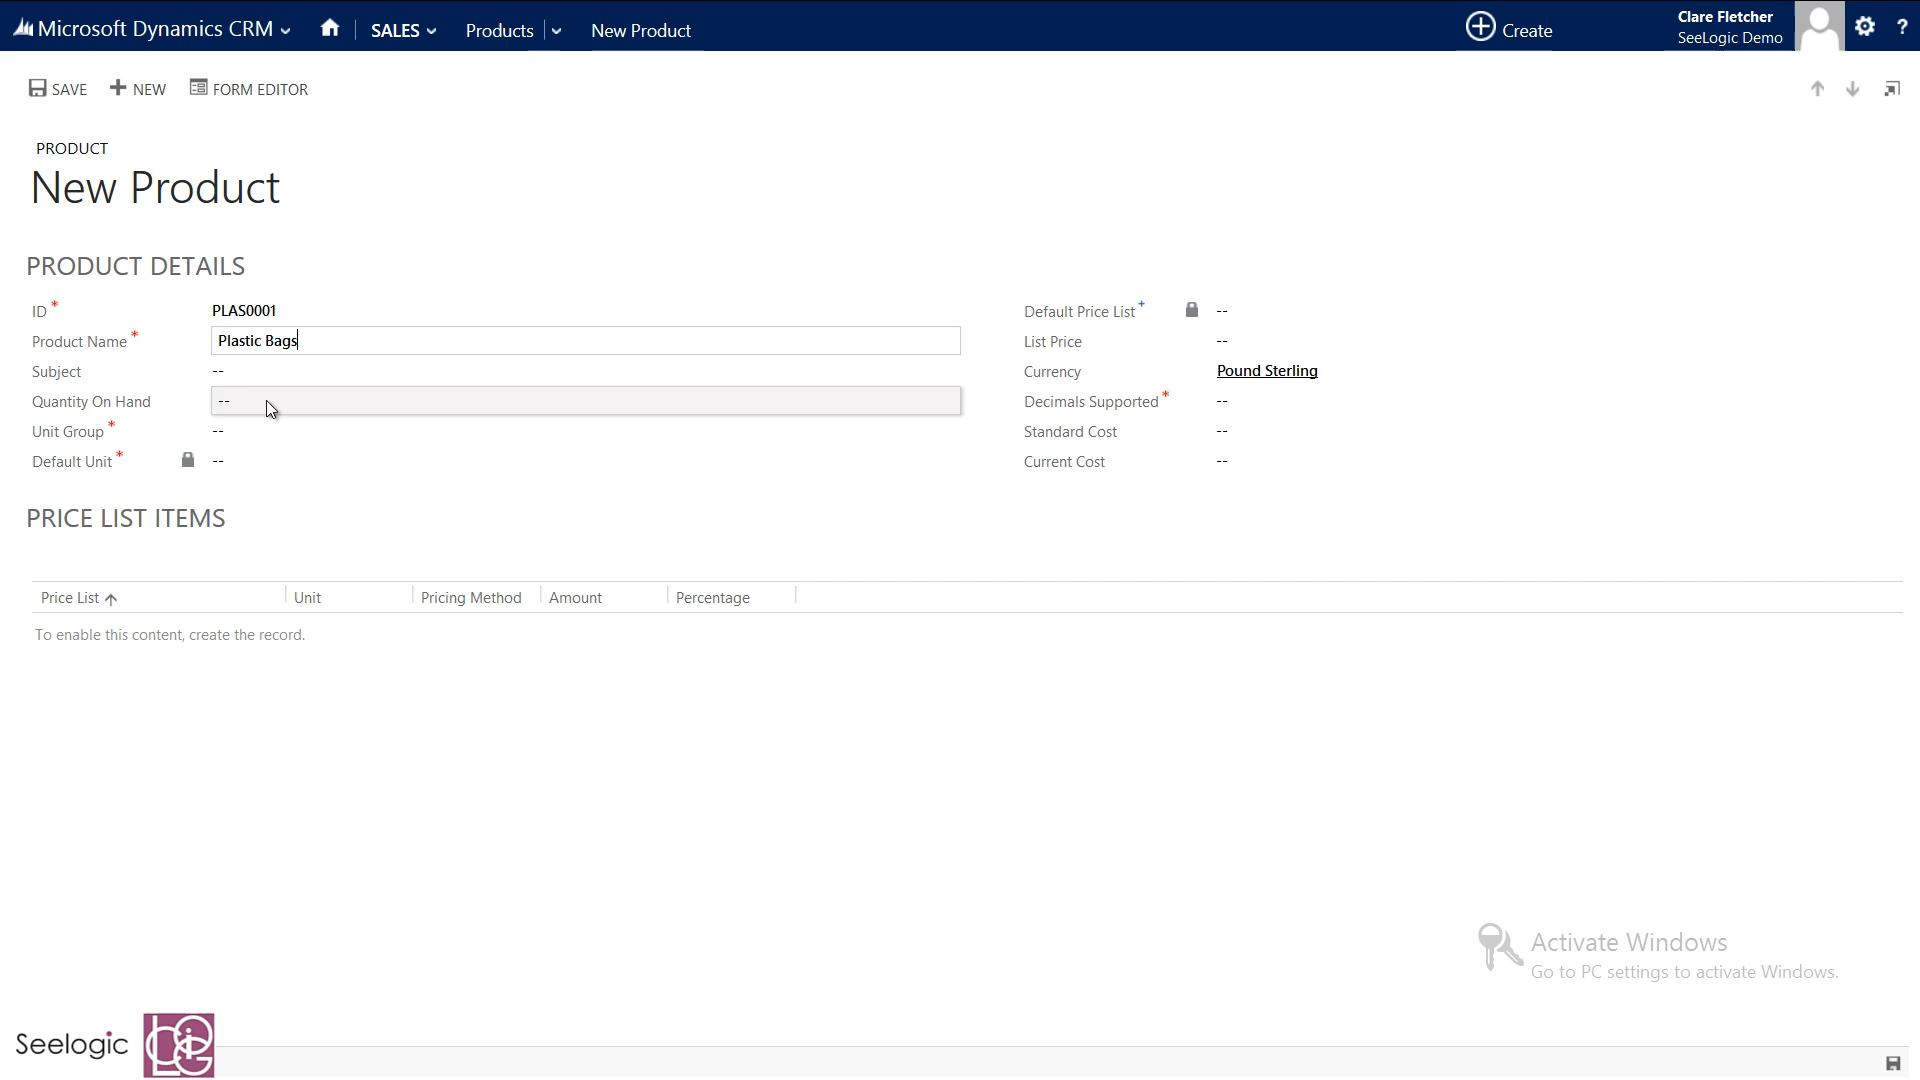 Microsoft Dynamics CRM SALES Products New Product Create Clare Fletcher SeeLogic Demo ?
SAVE NEW FORM EDITOR
PRODUCT
New Product
PRODUCT DETAILS
ID* PLAS0001
Product Name* Plastic Bags
Subject --
Quantity On Hand --
Unit Group* --
Default Unit* --
Default Price List+ --
List Price --
Currency Pound Sterling
Decimals Supported* --
Standard Cost --
Current Cost --
PRICE LIST ITEMS
Price List Unit Pricing Method Amount Percentage
To enable this content, create the record.
Activate Windows
Go to PC settings to activate Windows.
Seelogic